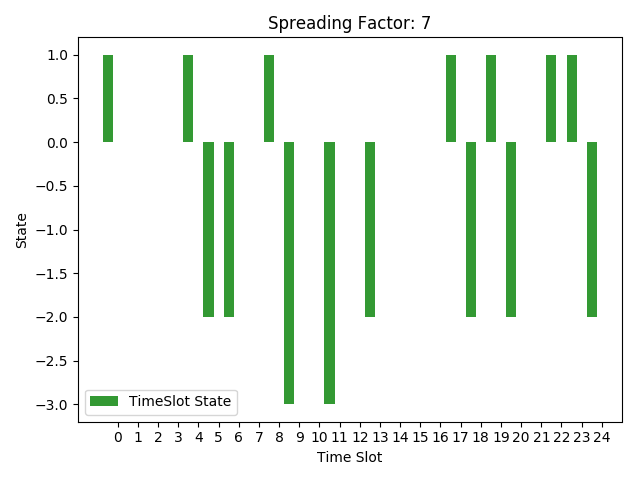 Spreading Factor: 7
1.0
0.5
0.0
−0.5
−1.0
−1.5
−2.0
−2.5
−3.0
State
TimeSlot State
0 1 2 3 4 5 6 7 8 9 10 11 12 13 14 15 16 17 18 19 20 21 22 23 24
Time Slot